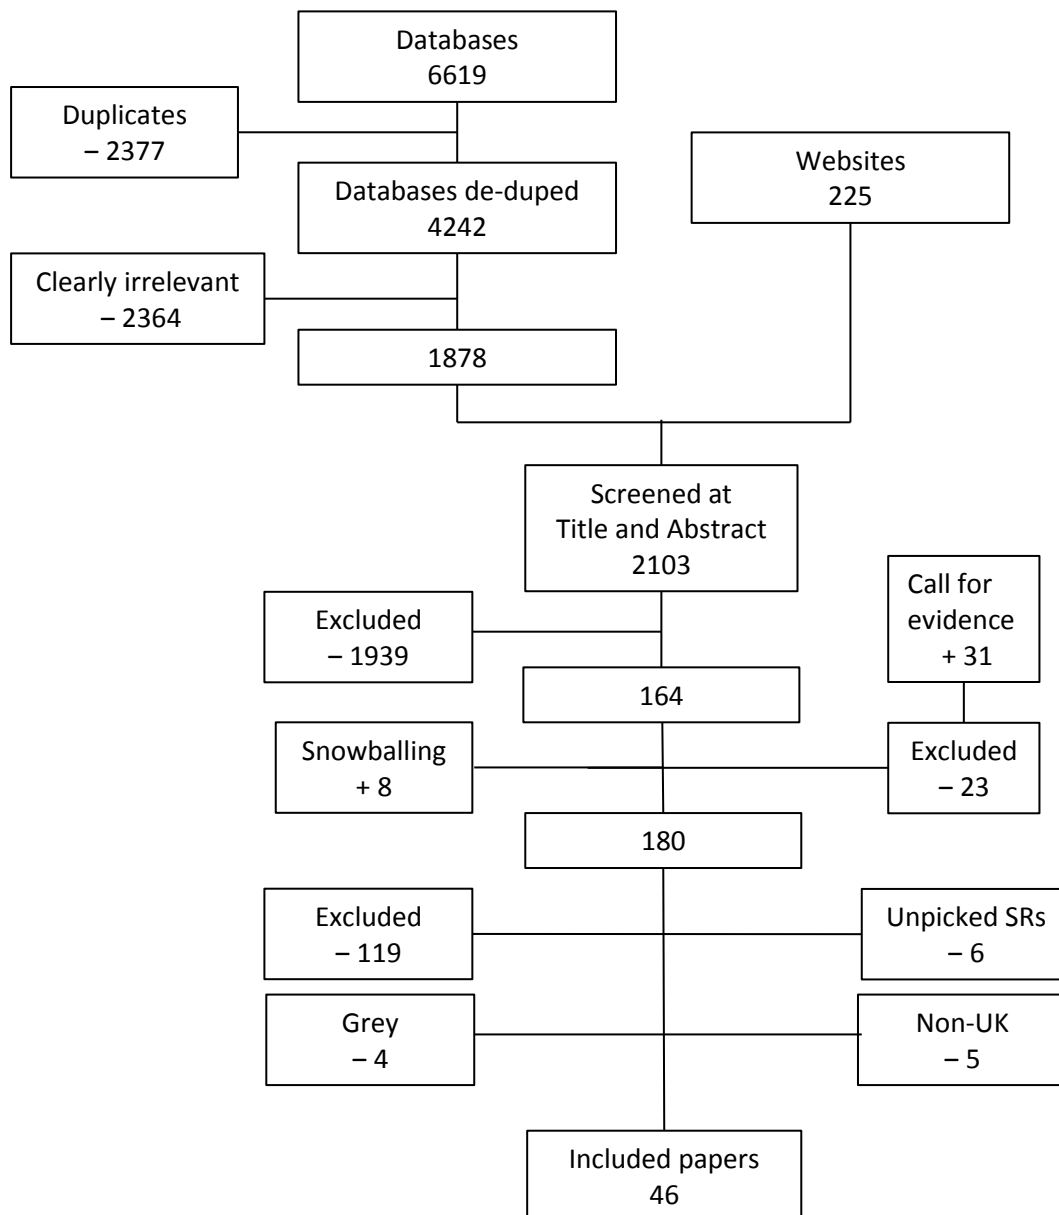 Databases
6619
Duplicates
– 2377
Databases de-duped
4242
Websites
225
Clearly irrelevant
– 2364
1878
Screened at
Title and Abstract
2103
Excluded
– 1939
Call for
evidence
+ 31
164
Snowballing
+ 8
Excluded
– 23
180
Excluded
– 119
Unpicked SRs
– 6
Grey
– 4
Non-UK
– 5
Included papers
46